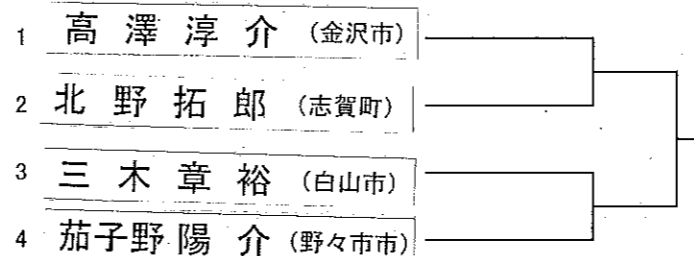 1 高澤淳介 (金沢市)
2 北野拓郎 (志賀町)
3 三木章裕 (白山市)
4 茄子野陽介 (野々市市)